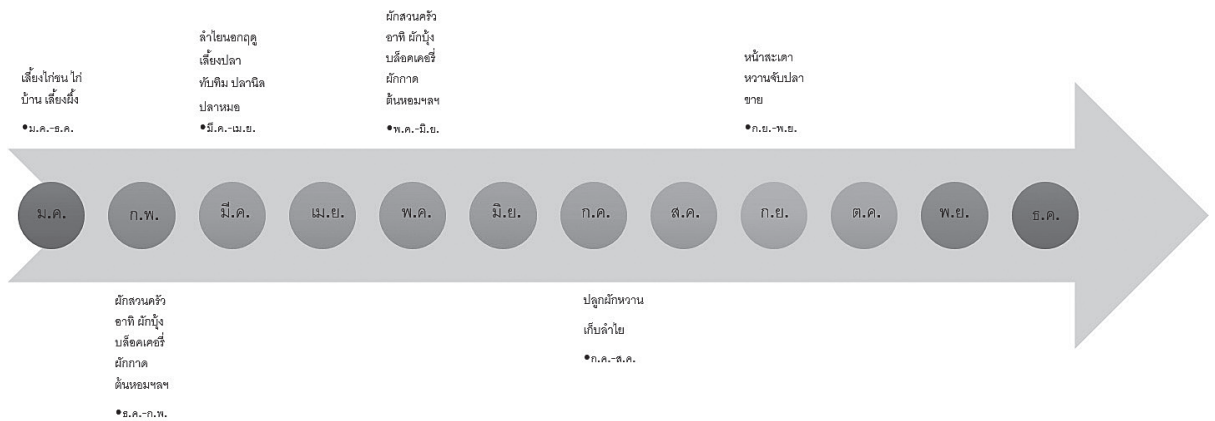 เลี้ยงไก่ชน ไก่
บ้าน เลี้ยงผึ้ง
•ม.ค.-ธ.ค.
ลำไยนอกฤดู
เลี้ยงปลา
ทับทิม ปลานิล
ปลาหมอ
•มี.ค.-เม.ย.
ผักสวนครัว
อาทิ ผักบุ้ง
บล็อคเคอรี่
ผักกาด
ต้นหอมฯลฯ
•พ.ค.-มิ.ย.
หน้าสะเดา
หวานจับปลา
ขาย
•ก.ย.-พ.ย.
ม.ค.
ก.พ.
มี.ค.
เม.ย.
พ.ค.
มิ.ย.
ก.ค.
ส.ค.
ก.ย.
ต.ค.
พ.ย.
ธ.ค.
ผักสวนครัว
อาทิ ผักบุ้ง
บล็อคเคอรี่
ผักกาด
ต้นหอมฯลฯ
•ธ.ค.-ก.พ.
ปลูกผักหวาน
เก็บลำไย
•ก.ค.-ส.ค.